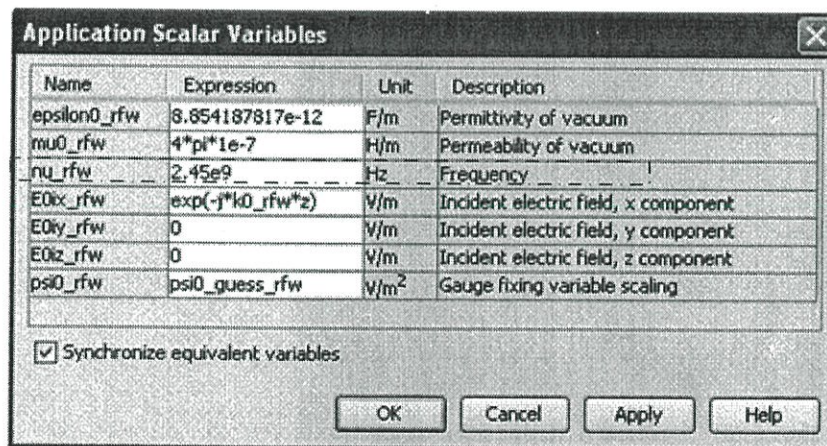 Application Scalar Variables
Name Expression Unit Description
epsilon0_rfw 8.854187817e-12 F/m Permittivity of vacuum
mu0_rfw 4*pi*1e-7 H/m Permeability of vacuum
nu_rfw 2.45e9 Hz Frequency
E0ix_rfw exp(-j*k0_rfw*z) V/m Incident electric field, x component
E0iy_rfw 0 V/m Incident electric field, y component
E0iz_rfw 0 V/m Incident electric field, z component
psi0_rfw psi0_guess_rfw V/m² Gauge fixing variable scaling
Synchronize equivalent variables
OK Cancel Apply Help